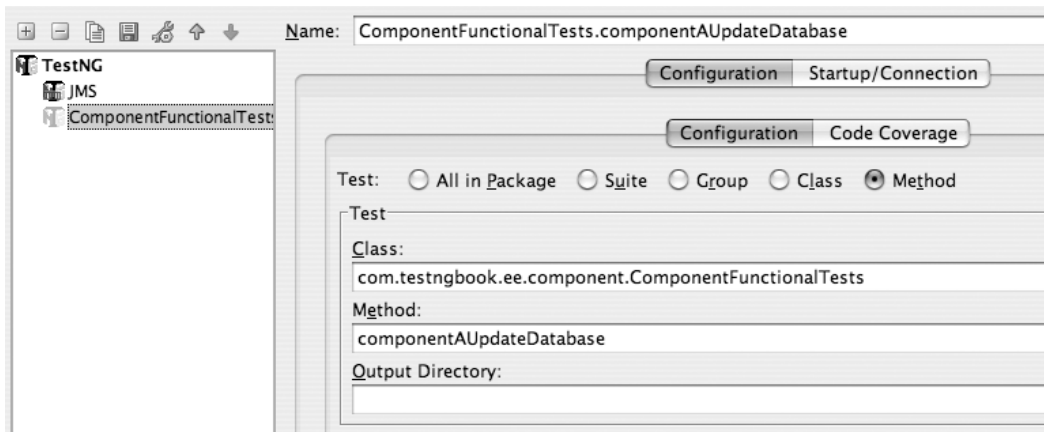 Name: ComponentFunctionalTests.componentAUpdateDatabase
TestNG
JMS
ComponentFunctionalTest
Configuration Startup/Connection
Configuration Code Coverage
Test: All in Package Suite Group Class Method
Test
Class:
com.testngbook.ee.component.ComponentFunctionalTests
Method:
componentAUpdateDatabase
Output Directory: